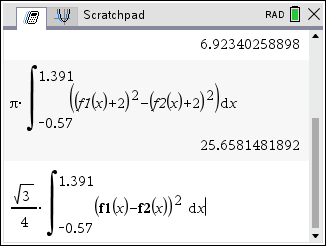 Scratchpad RAD
6.92340258898
π· ∫_{-0.57}^{1.391} ((f1(x)+2)²−(f2(x)+2)²)dx
25.6581481892
√3/4 · ∫_{-0.57}^{1.391} (f1(x)−f2(x))² dx